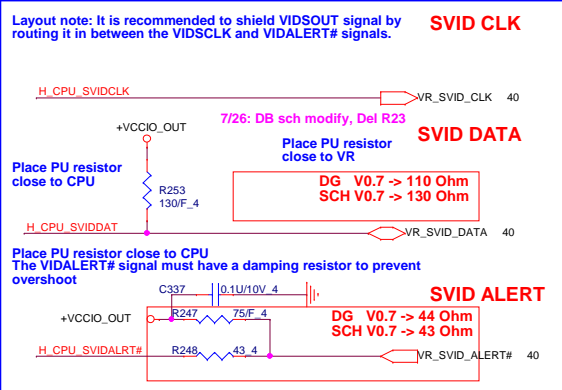 Layout note: It is recommended to shield VIDSOUT signal by
routing it in between the VIDSCLK and VIDALERT# signals.
SVID CLK
H_CPU_SVIDCLK
VR_SVID_CLK 40
7/26: DB sch modify, Del R23
+VCCIO_OUT
SVID DATA
Place PU resistor
close to VR
Place PU resistor
close to CPU
DG V0.7 -> 110 Ohm
SCH V0.7 -> 130 Ohm
R253
130/F_4
H_CPU_SVIDDAT
VR_SVID_DATA 40
Place PU resistor close to CPU
The VIDALERT# signal must have a damping resistor to prevent
overshoot
C337 0.1U/10V_4
SVID ALERT
+VCCIO_OUT
R247 75/F_4
DG V0.7 -> 44 Ohm
SCH V0.7 -> 43 Ohm
H_CPU_SVIDALRT#
R248 43_4
VR_SVID_ALERT# 40